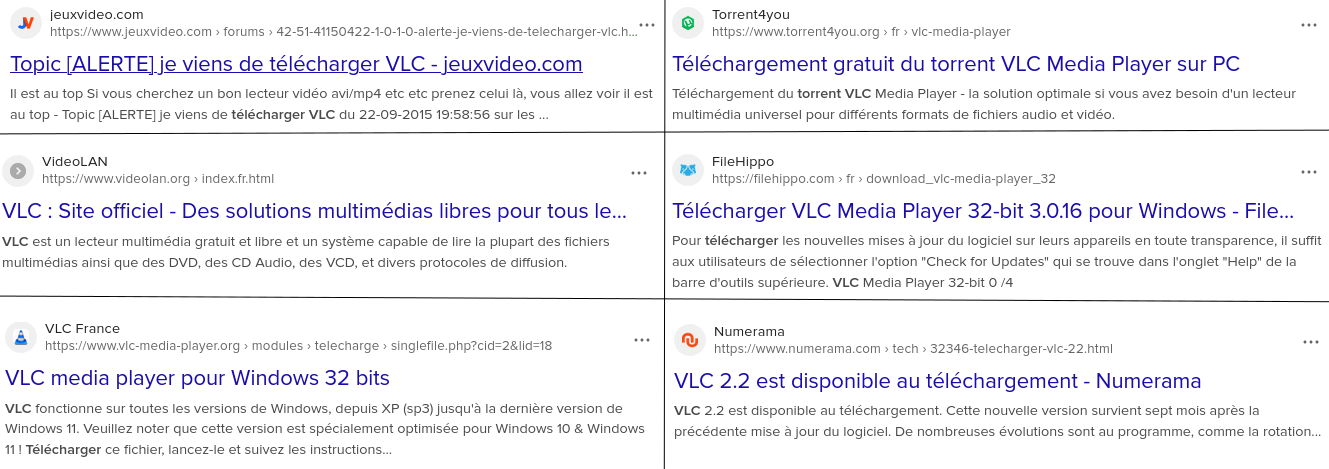 jeuxvideo.com
https://www.jeuxvideo.com › forums › 42-51-41150422-1-0-1-0-alerte-je-viens-de-telecharger-vlc.h...
Topic [ALERTE] je viens de télécharger VLC - jeuxvideo.com
Il est au top Si vous cherchez un bon lecteur vidéo avi/mp4 etc etc prenez celui là, vous allez voir il est
au top - Topic [ALERTE] je viens de télécharger VLC du 22-09-2015 19:58:56 sur les ...
Torrent4you
https://www.torrent4you.org › fr › vlc-media-player
Téléchargement gratuit du torrent VLC Media Player sur PC
Téléchargement du torrent VLC Media Player - la solution optimale si vous avez besoin d'un lecteur
multimédia universel pour différents formats de fichiers audio et vidéo.
VideoLAN
https://www.videolan.org › index.fr.html
VLC : Site officiel - Des solutions multimédias libres pour tous le...
VLC est un lecteur multimédia gratuit et libre et un système capable de lire la plupart des fichiers
multimédias ainsi que des DVD, des CD Audio, des VCD, et divers protocoles de diffusion.
FileHippo
https://filehippo.com › fr › download_vlc-media-player_32
Télécharger VLC Media Player 32-bit 3.0.16 pour Windows - File...
Pour télécharger les nouvelles mises à jour du logiciel sur leurs appareils en toute transparence, il suffit
aux utilisateurs de sélectionner l'option "Check for Updates" qui se trouve dans l'onglet "Help" de la
barre d'outils supérieure. VLC Media Player 32-bit 0 /4
VLC France
https://www.vlc-media-player.org › modules › telecharge › singlefile.php?cid=2&lid=18
VLC media player pour Windows 32 bits
VLC fonctionne sur toutes les versions de Windows, depuis XP (sp3) jusqu'à la dernière version de
Windows 11. Veuillez noter que cette version est spécialement optimisée pour Windows 10 & Windows
11 ! Télécharger ce fichier, lancez-le et suivez les instructions...
Numerama
https://www.numerama.com › tech › 32346-telecharger-vlc-22.html
VLC 2.2 est disponible au téléchargement - Numerama
VLC 2.2 est disponible au téléchargement. Cette nouvelle version survient sept mois après la
précédente mise à jour du logiciel. De nombreuses évolutions sont au programme, comme la rotation...